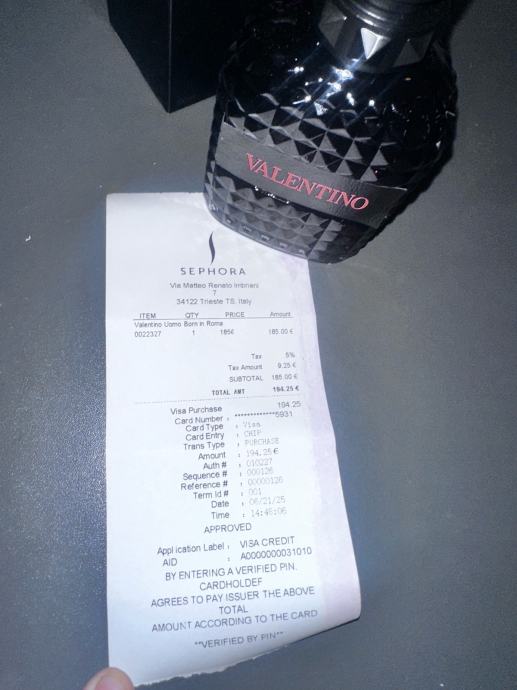 VALENTINO
SEPHORA
Via Matteo Renato Imbriani
7
34122 Trieste TS, Italy
ITEM QTY PRICE Amount
Valentino Uomo Born in Roma
0022327 1 185€ 185.00 €
Tax 5%
Tax Amount 9.25 €
SUBTOTAL 185.00 €
TOTAL AMT 194.25 €
Visa Purchase 194.25
Card Number : ************5931
Card Type : Visa
Card Entry : CHIP
Trans Type : PURCHASE
Amount : 194.25€
Auth # : 010227
Sequence # : 000126
Reference # : 00000126
Term Id # : 001
Date : 06/21/25
Time : 14:46:06
APPROVED
Application Label : VISA CREDIT
AID : A0000000031010
BY ENTERING A VERIFIED PIN.
CARDHOLDEF
AGREES TO PAY ISSUER THE ABOVE
TOTAL
AMOUNT ACCORDING TO THE CARD
**VERIFIED BY PIN**